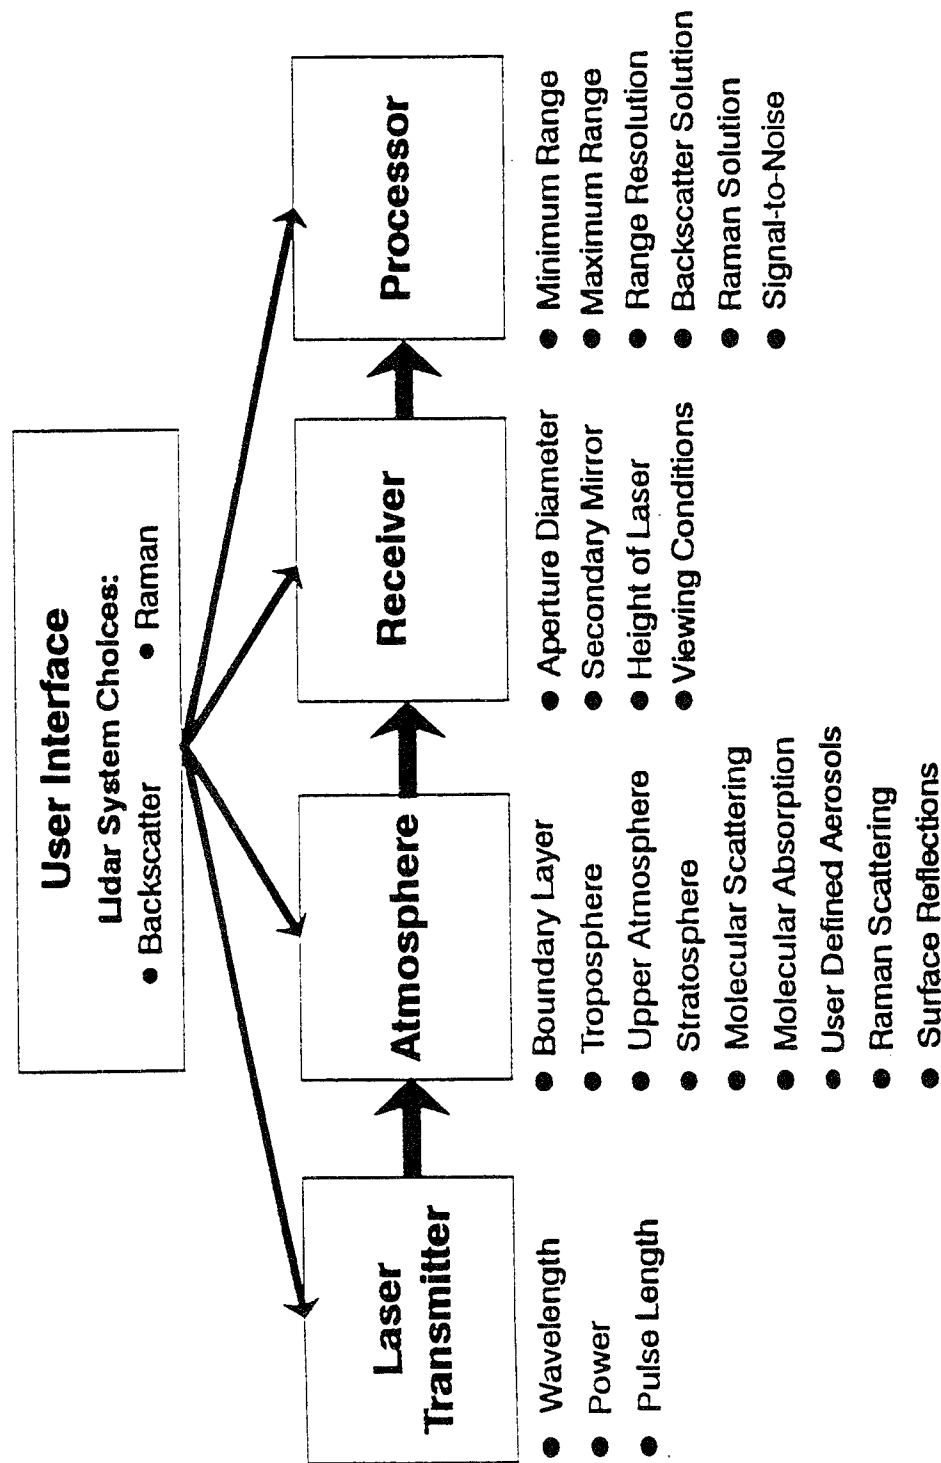 User Interface
Lidar System Choices:
● Backscatter ● Raman
Laser
Transmitter
● Wavelength
● Power
● Pulse Length
Atmosphere
● Boundary Layer
● Troposphere
● Upper Atmosphere
● Stratosphere
● Molecular Scattering
● Molecular Absorption
● User Defined Aerosols
● Raman Scattering
● Surface Reflections
Receiver
● Aperture Diameter
● Secondary Mirror
● Height of Laser
● Viewing Conditions
Processor
● Minimum Range
● Maximum Range
● Range Resolution
● Backscatter Solution
● Raman Solution
● Signal-to-Noise